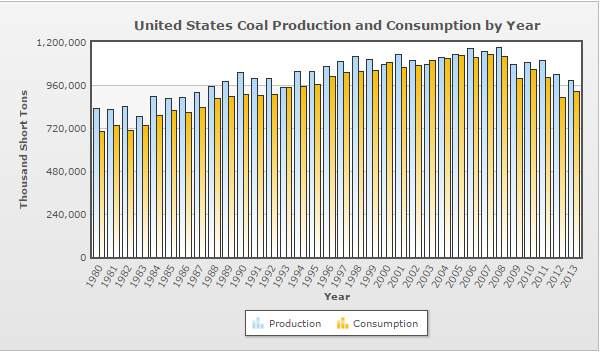 United States Coal Production and Consumption by Year
1,200,000
960,000
720,000
480,000
240,000
0
Thousand Short Tons
1980 1981 1982 1983 1984 1985 1986 1987 1988 1989 1990 1991 1992 1993 1994 1995 1996 1997 1998 1999 2000 2001 2002 2003 2004 2005 2006 2007 2008 2009 2010 2011 2012 2013
Year
Production Consumption